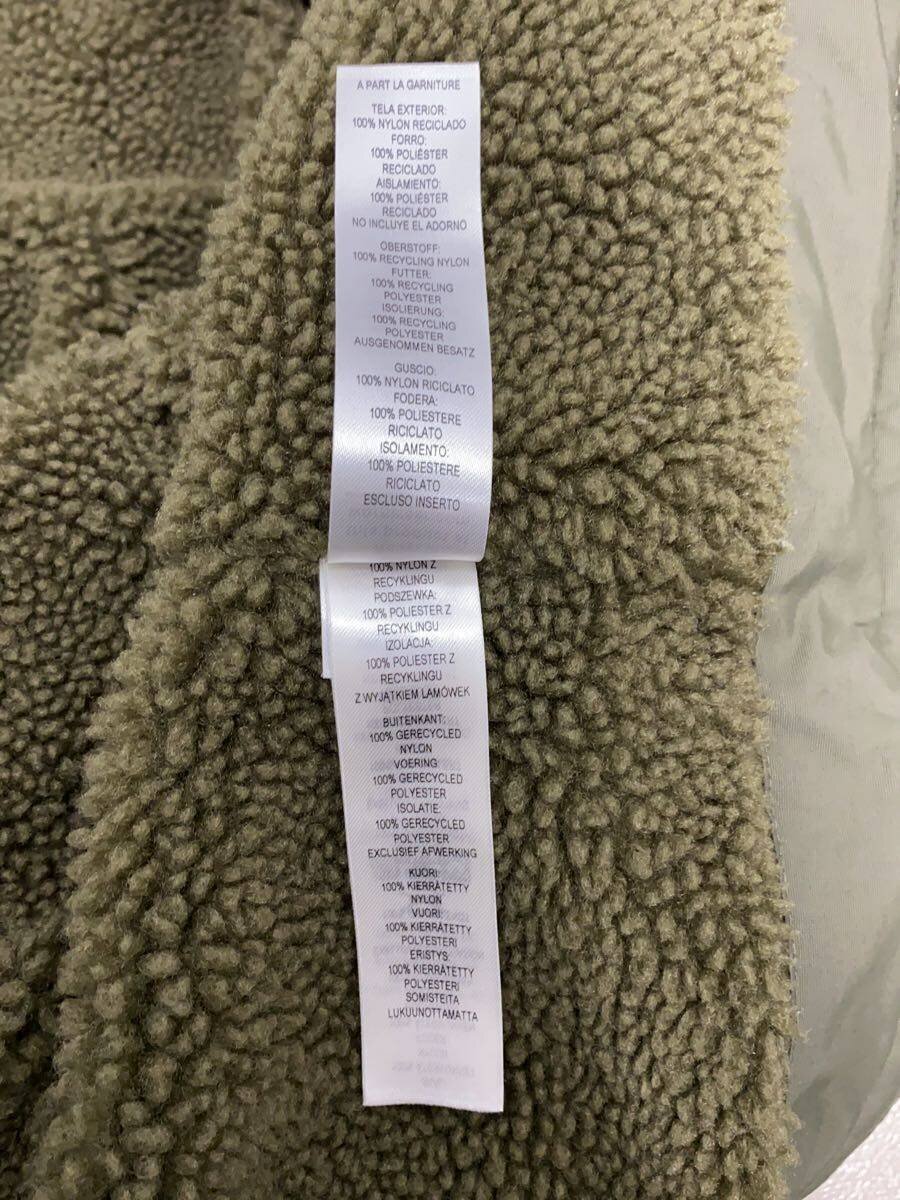 A PART LA GARNITURE
TELA EXTERIOR:
100% NYLON RECICLADO
FORRO:
100% POLIÉSTER
RECICLADO
AISLAMIENTO:
100% POLIÉSTER
RECICLADO
NO INCLUYE EL ADORNO
OBERSTOFF:
100% RECYCLING NYLON
FUTTER:
100% RECYCLING
POLYESTER
ISOLIERUNG:
100% RECYCLING
POLYESTER
AUSGENOMMEN BESATZ
GUSCIO:
100% NYLON RICICLATO
FODERA:
100% POLIESTERE
RICICLATO
ISOLAMENTO:
100% POLIESTERE
RICICLATO
ESCLUSO INSERTO
100% NYLON Z
RECYKLINGU
PODSZEWKA:
100% POLIESTER Z
RECYKLINGU
IZOLACJA:
100% POLIESTER Z
RECYKLINGU
Z WYJĄTKIEM LAMÓWEK
BUITENKANT:
100% GERECYCLED
NYLON
VOERING
100% GERECYCLED
POLYESTER
ISOLATIE:
100% GERECYCLED
POLYESTER
EXCLUSIEF AFWERKING
KUORI:
100% KIERRÄTETTY
NYLON
VUORI:
100% KIERRÄTETTY
POLYESTERI
ERISTYS:
100% KIERRÄTETTY
POLYESTERI
SOMISTEITA
LUKUUNOTTAMATTA